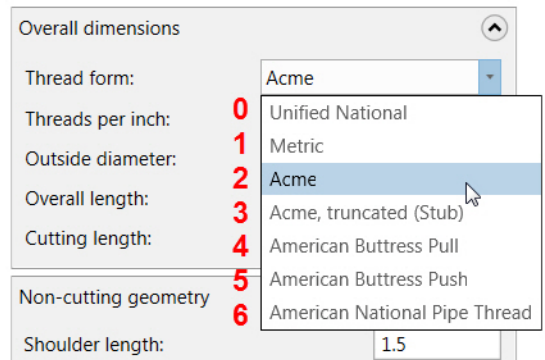 Overall dimensions
Thread form: Acme
Threads per inch: 0 Unified National
1 Metric
Outside diameter: 2 Acme
Overall length: 3 Acme, truncated (Stub)
Cutting length: 4 American Buttress Pull
5 American Buttress Push
Non-cutting geometry 6 American National Pipe Thread
Shoulder length: 1.5